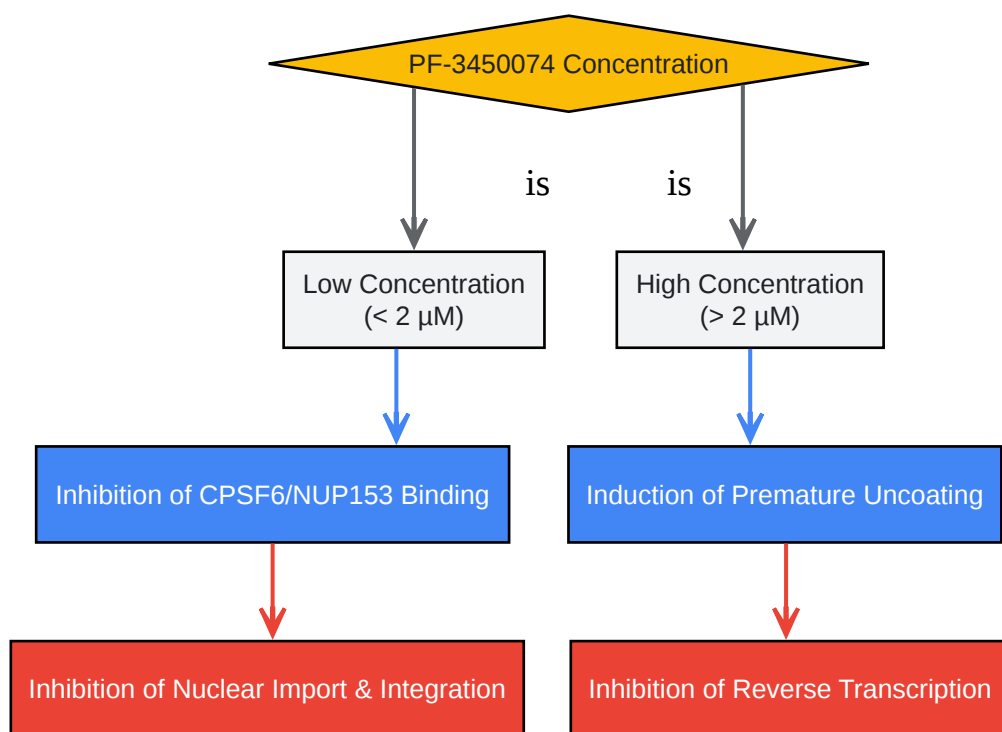 PF-3450074 Concentration
is
is
Low Concentration
(< 2 µM)
High Concentration
(> 2 µM)
Inhibition of CPSF6/NUP153 Binding
Induction of Premature Uncoating
Inhibition of Nuclear Import & Integration
Inhibition of Reverse Transcription